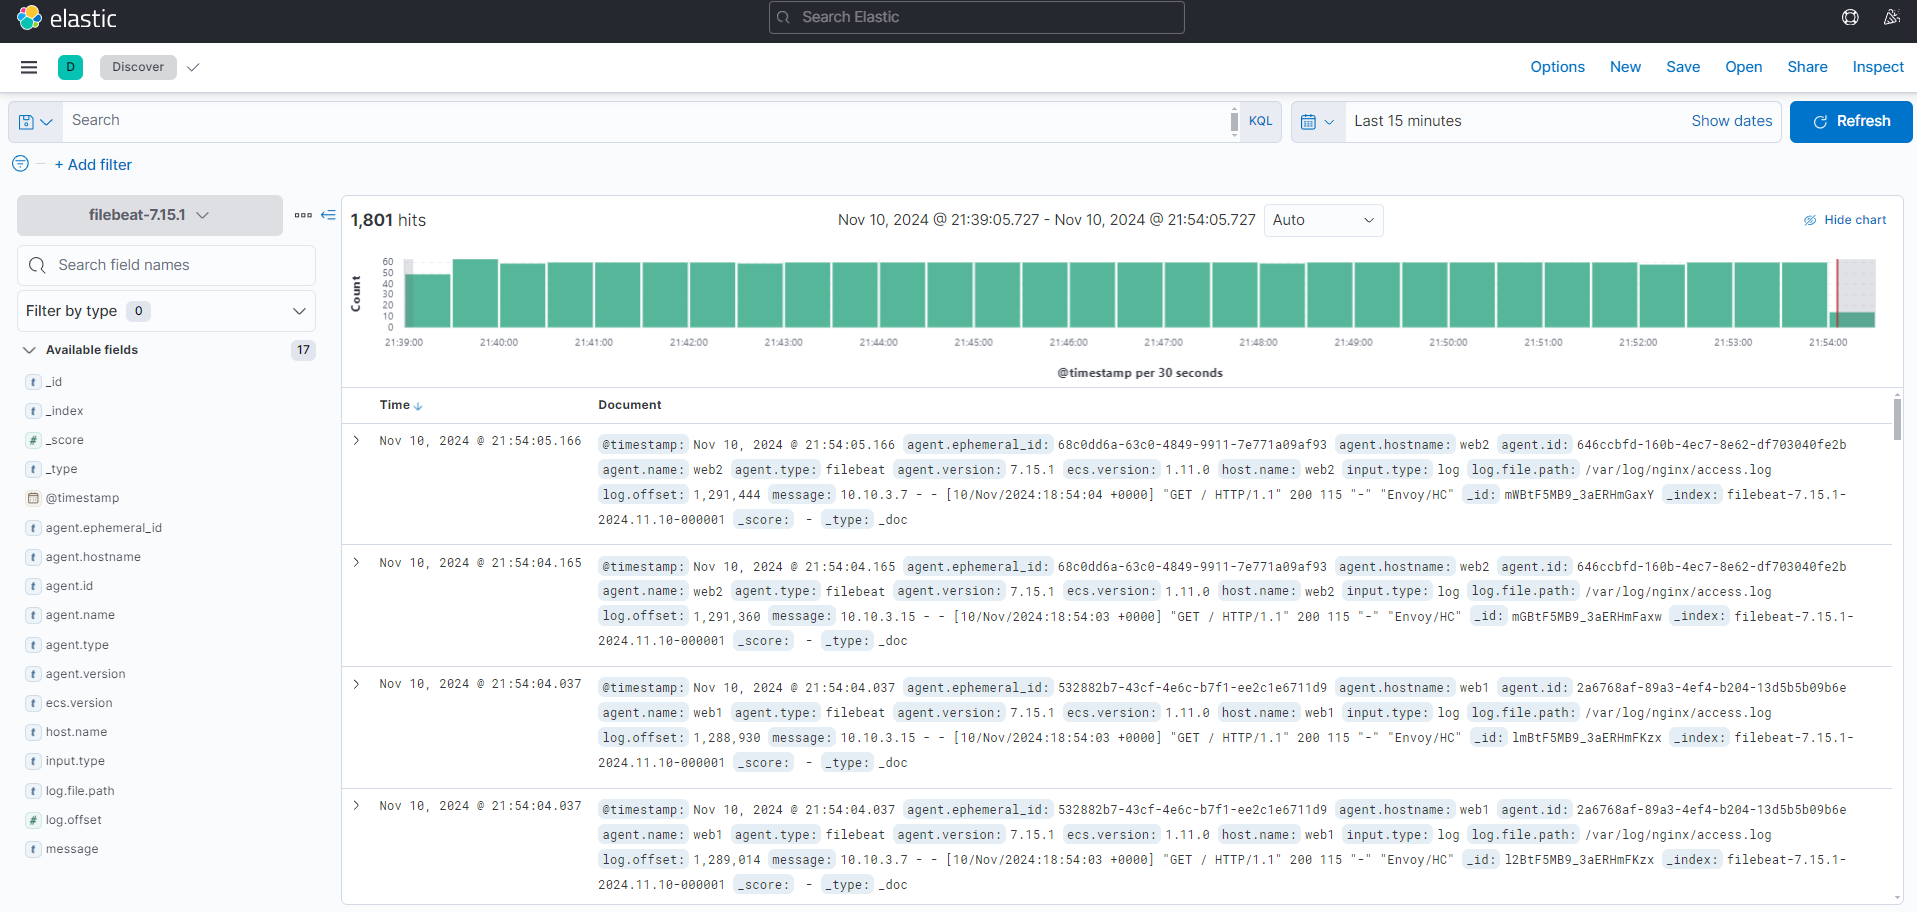 elastic
Search Elastic
D Discover Options New Save Open Share Inspect
Search KQL Last 15 minutes Show dates Refresh
+ Add filter
filebeat-7.15.1
Search field names
Filter by type 0
Available fields 17
t _id
t _index
# _score
t _type
@timestamp
t agent.ephemeral_id
t agent.hostname
t agent.id
t agent.name
t agent.type
t agent.version
t ecs.version
t host.name
t input.type
t log.file.path
# log.offset
t message
1,801 hits Nov 10, 2024 @ 21:39:05.727 - Nov 10, 2024 @ 21:54:05.727 Auto Hide chart
Count
60
50
40
30
20
10
0
21:39:00 21:40:00 21:41:00 21:42:00 21:43:00 21:44:00 21:45:00 21:46:00 21:47:00 21:48:00 21:49:00 21:50:00 21:51:00 21:52:00 21:53:00 21:54:00
@timestamp per 30 seconds
Time Document
Nov 10, 2024 @ 21:54:05.166 @timestamp: Nov 10, 2024 @ 21:54:05.166 agent.ephemeral_id: 68c0dd6a-63c0-4849-9911-7e771a09af93 agent.hostname: web2 agent.id: 646ccbfd-160b-4ec7-8e62-df703040fe2b
agent.name: web2 agent.type: filebeat agent.version: 7.15.1 ecs.version: 1.11.0 host.name: web2 input.type: log log.file.path: /var/log/nginx/access.log
log.offset: 1,291,444 message: 10.10.3.7 - - [10/Nov/2024:18:54:04 +0000] "GET / HTTP/1.1" 200 115 "-" "Envoy/HC" _id: mWBtF5MB9_3aERHmGaxY _index: filebeat-7.15.1-
2024.11.10-000001 _score: - _type: _doc
Nov 10, 2024 @ 21:54:04.165 @timestamp: Nov 10, 2024 @ 21:54:04.165 agent.ephemeral_id: 68c0dd6a-63c0-4849-9911-7e771a09af93 agent.hostname: web2 agent.id: 646ccbfd-160b-4ec7-8e62-df703040fe2b
agent.name: web2 agent.type: filebeat agent.version: 7.15.1 ecs.version: 1.11.0 host.name: web2 input.type: log log.file.path: /var/log/nginx/access.log
log.offset: 1,291,360 message: 10.10.3.15 - - [10/Nov/2024:18:54:03 +0000] "GET / HTTP/1.1" 200 115 "-" "Envoy/HC" _id: mGBtF5MB9_3aERHmFaxw _index: filebeat-7.15.1-
2024.11.10-000001 _score: - _type: _doc
Nov 10, 2024 @ 21:54:04.037 @timestamp: Nov 10, 2024 @ 21:54:04.037 agent.ephemeral_id: 532882b7-43cf-4e6c-b7f1-ee2c1e6711d9 agent.hostname: web1 agent.id: 2a6768af-89a3-4ef4-b204-13d5b5b09b6e
agent.name: web1 agent.type: filebeat agent.version: 7.15.1 ecs.version: 1.11.0 host.name: web1 input.type: log log.file.path: /var/log/nginx/access.log
log.offset: 1,288,930 message: 10.10.3.15 - - [10/Nov/2024:18:54:03 +0000] "GET / HTTP/1.1" 200 115 "-" "Envoy/HC" _id: lmBtF5MB9_3aERHmFKzx _index: filebeat-7.15.1-
2024.11.10-000001 _score: - _type: _doc
Nov 10, 2024 @ 21:54:04.037 @timestamp: Nov 10, 2024 @ 21:54:04.037 agent.ephemeral_id: 532882b7-43cf-4e6c-b7f1-ee2c1e6711d9 agent.hostname: web1 agent.id: 2a6768af-89a3-4ef4-b204-13d5b5b09b6e
agent.name: web1 agent.type: filebeat agent.version: 7.15.1 ecs.version: 1.11.0 host.name: web1 input.type: log log.file.path: /var/log/nginx/access.log
log.offset: 1,289,014 message: 10.10.3.7 - - [10/Nov/2024:18:54:03 +0000] "GET / HTTP/1.1" 200 115 "-" "Envoy/HC" _id: l2BtF5MB9_3aERHmFKzx _index: filebeat-7.15.1-
2024.11.10-000001 _score: - _type: _doc